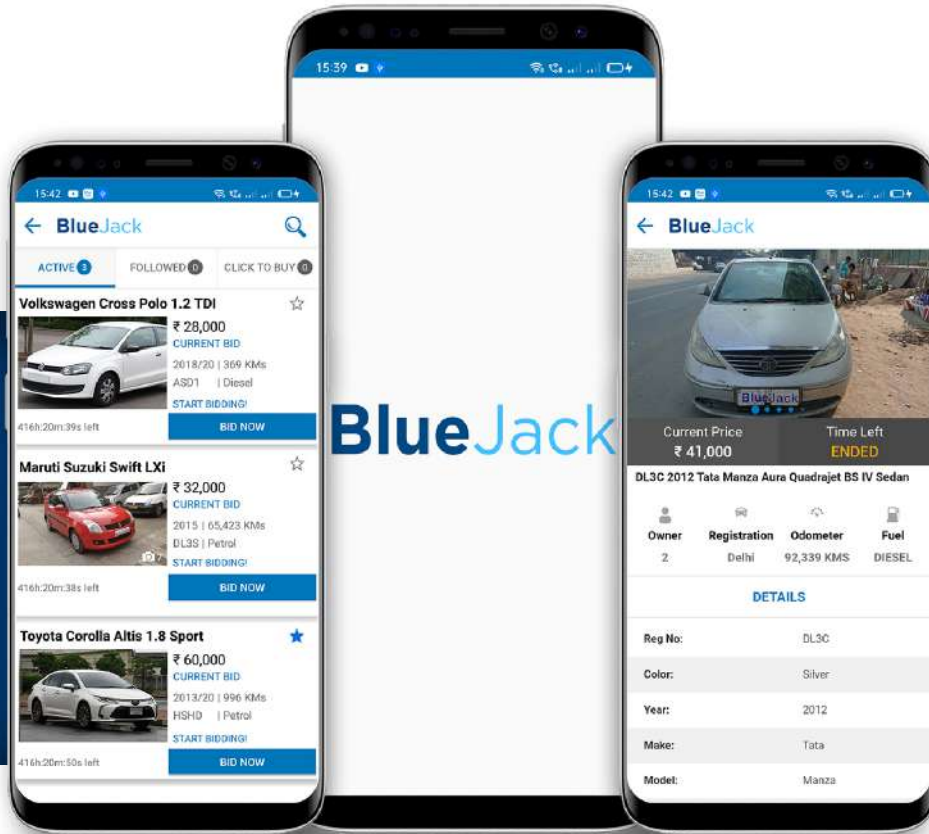 15:39
BlueJack
15:42
BlueJack
ACTIVE 3 FOLLOWED 0 CLICK TO BUY 0
Volkswagen Cross Polo 1.2 TDI
₹ 28,000
CURRENT BID
2018/20 | 369 KMs
ASD1 | Diesel
START BIDDING!
416h:20m:39s left
BID NOW
Maruti Suzuki Swift LXi
₹ 32,000
CURRENT BID
2015 | 65,423 KMs
DL3S | Petrol
START BIDDING!
7
416h:20m:38s left
BID NOW
Toyota Corolla Altis 1.8 Sport
₹ 60,000
CURRENT BID
2013/20 | 996 KMs
HSHD | Petrol
START BIDDING!
416h:20m:50s left
BID NOW
15:42
BlueJack
BlueJack
Current Price Time Left
₹ 41,000 ENDED
DL3C 2012 Tata Manza Aura Quadrajet BS IV Sedan
Owner Registration Odometer Fuel
2 Delhi 92,339 KMS DIESEL
DETAILS
Reg No: DL3C
Color: Silver
Year: 2012
Make: Tata
Model: Manza